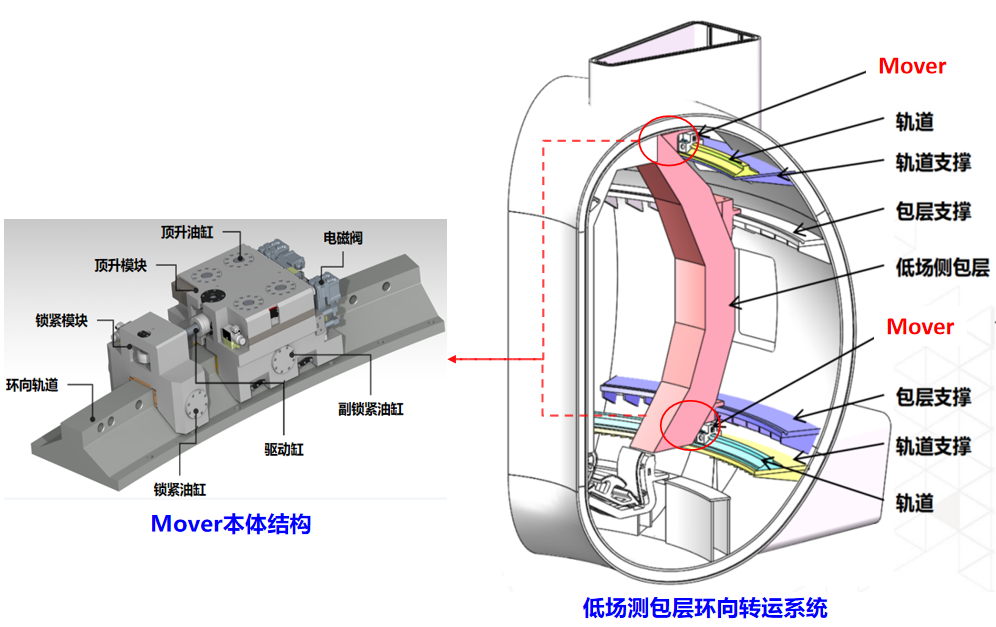 Mover
轨道
轨道支撑
包层支撑
低场侧包层
Mover
包层支撑
轨道支撑
轨道
低场测包层环向转运系统
顶升油缸
电磁阀
顶升模块
锁紧模块
环向轨道
副锁紧油缸
驱动缸
锁紧油缸
Mover本体结构